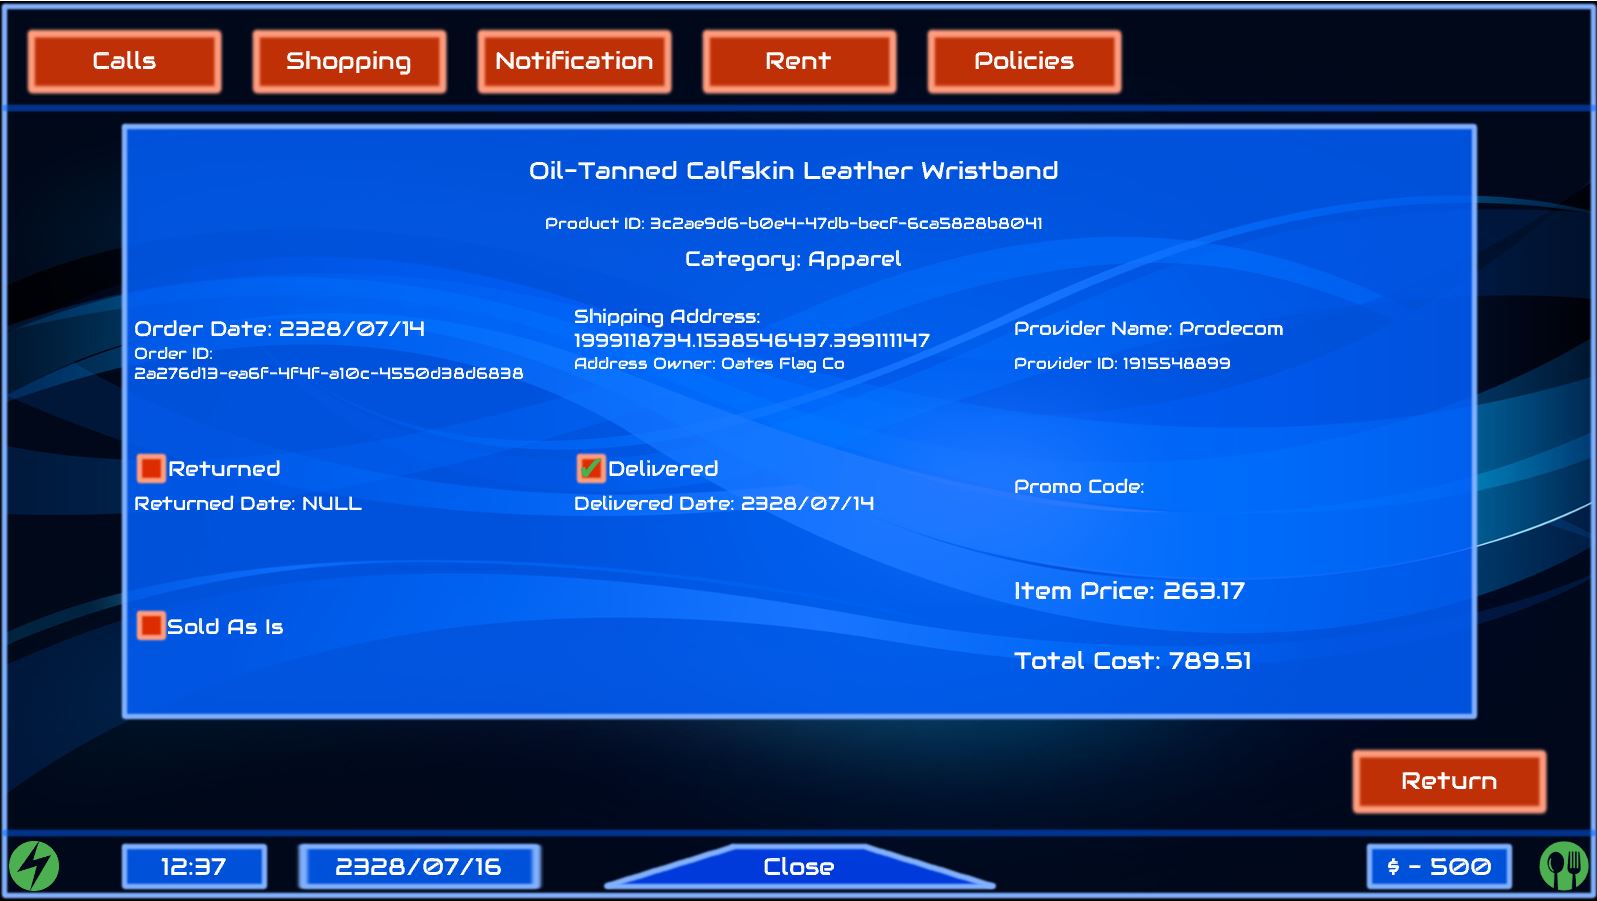 Calls
Shopping
Notification
Rent
Policies
Oil-Tanned Calfskin Leather Wristband
Product ID: 3c2ae9d6-b0e4-47db-becf-6ca5828b8041
Category: Apparel
Order Date: 2328/07/14
Order ID:
2a276d13-ea6f-4f4f-a10c-4550d38d6838
Shipping Address:
1999118734.1538546437.399111147
Address Owner: Oates Flag Co
Provider Name: Prodecom
Provider ID: 1915548899
Returned
Returned Date: NULL
Delivered
Delivered Date: 2328/07/14
Promo Code:
Sold As Is
Item Price: 263.17
Total Cost: 789.51
Return
12:37
2328/07/16
Close
$ - 500